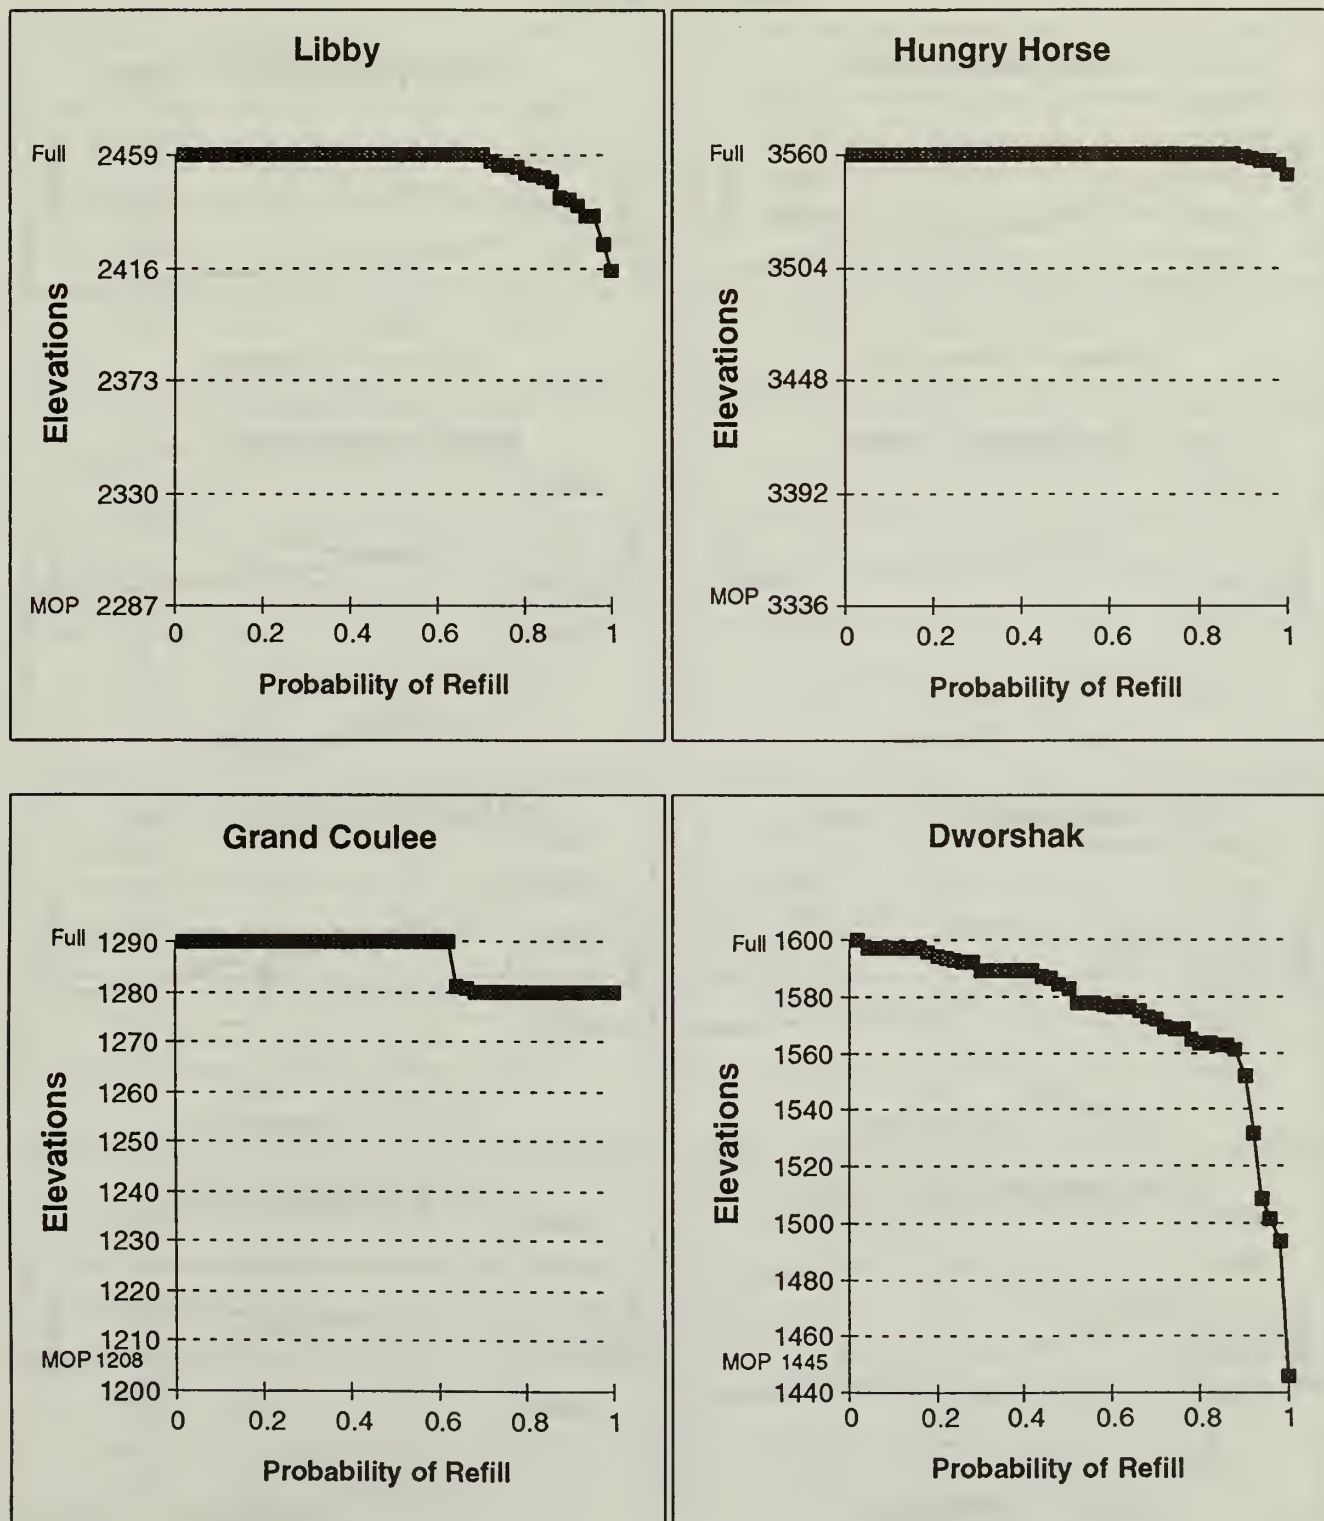 Libby
Full 2459
2416
2373
2330
MOP 2287
Elevations
0 0.2 0.4 0.6 0.8 1
Probability of Refill
Hungry Horse
Full 3560
3504
3448
3392
MOP 3336
Elevations
0 0.2 0.4 0.6 0.8 1
Probability of Refill
Grand Coulee
Full 1290
1280
1270
1260
1250
1240
1230
1220
1210
MOP 1208
1200
Elevations
0 0.2 0.4 0.6 0.8 1
Probability of Refill
Dworshak
Full 1600
1580
1560
1540
1520
1500
1480
1460
MOP 1445
1440
Elevations
0 0.2 0.4 0.6 0.8 1
Probability of Refill